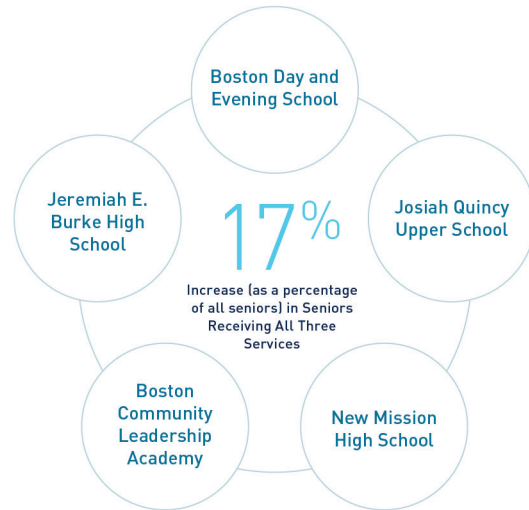 Boston Day and
Evening School
Jeremiah E.
Burke High
School
17%
Increase (as a percentage
of all seniors) in Seniors
Receiving All Three
Services
Josiah Quincy
Upper School
Boston
Community
Leadership
Academy
New Mission
High School